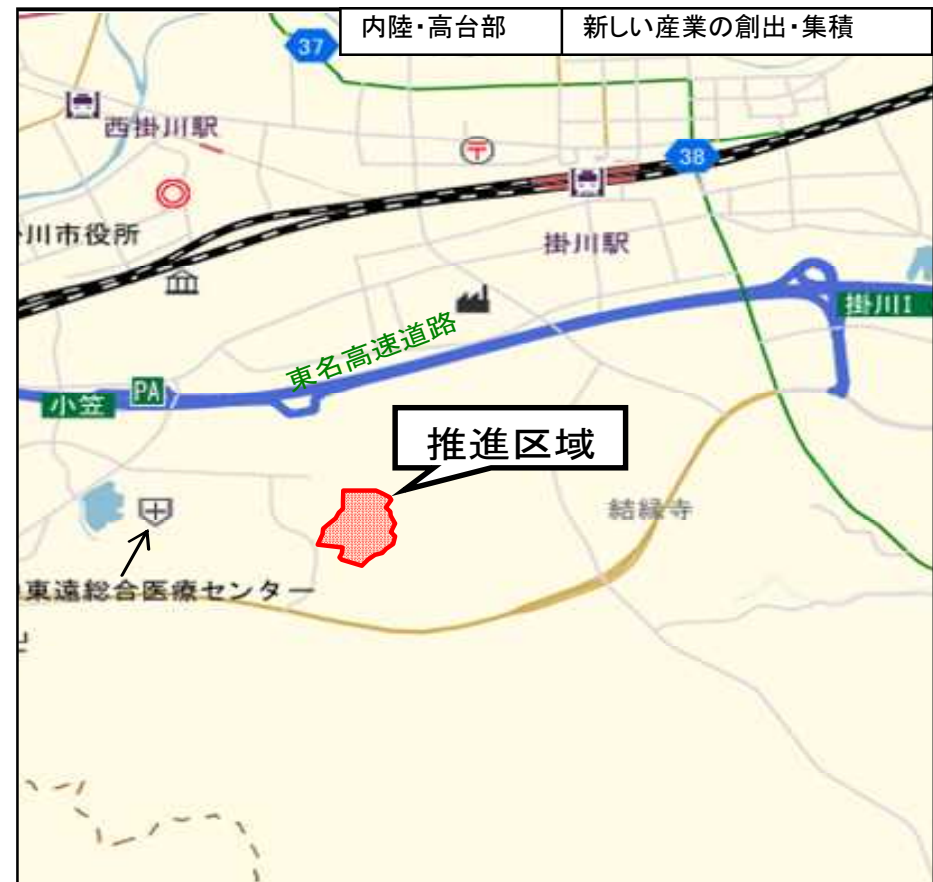 内陸・高台部
新しい産業の創出・集積
37
西掛川駅
38
川市役所
掛川駅
掛川I
東名高速道路
PA
小笠
推進区域
結縁寺
東遠総合医療センター